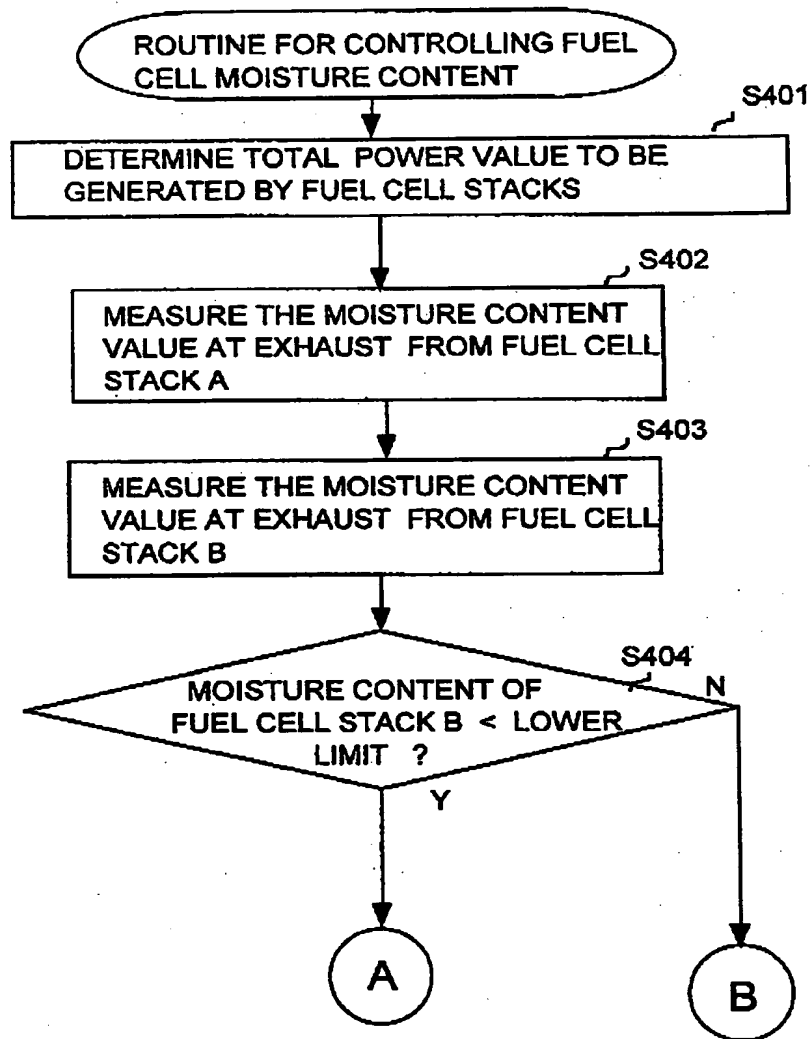 ROUTINE FOR CONTROLLING FUEL
CELL MOISTURE CONTENT
S401
DETERMINE TOTAL POWER VALUE TO BE
GENERATED BY FUEL CELL STACKS
S402
MEASURE THE MOISTURE CONTENT
VALUE AT EXHAUST FROM FUEL CELL
STACK A
S403
MEASURE THE MOISTURE CONTENT
VALUE AT EXHAUST FROM FUEL CELL
STACK B
S404
MOISTURE CONTENT OF
FUEL CELL STACK B < LOWER
LIMIT ?
N
Y
A
B